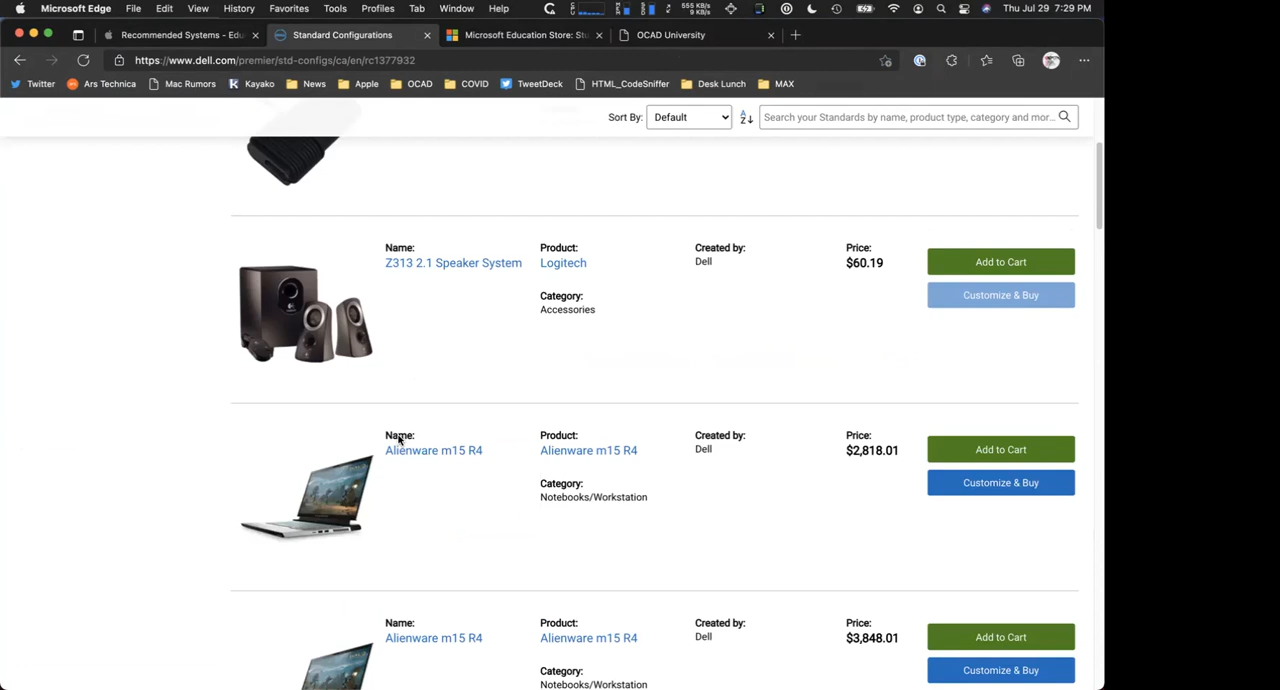 Microsoft Edge File Edit View History Favorites Tools Profiles Tab Window Help 555 KB/s 9 KB/s Thu Jul 29 7:29 PM
Recommended Systems - Edu Standard Configurations Microsoft Education Store: Stu OCAD University
https://www.dell.com/premier/std-configs/ca/en/rc1377932
Twitter Ars Technica Mac Rumors Kayako News Apple OCAD COVID TweetDeck HTML_CodeSniffer Desk Lunch MAX
Sort By: Default Search your Standards by name, product type, category and mor...
Name: Product: Created by: Price:
Z313 2.1 Speaker System Logitech Dell $60.19 Add to Cart
Category: Customize & Buy
Accessories
Name: Product: Created by: Price:
Alienware m15 R4 Alienware m15 R4 Dell $2,818.01 Add to Cart
Category: Customize & Buy
Notebooks/Workstation
Name: Product: Created by: Price:
Alienware m15 R4 Alienware m15 R4 Dell $3,848.01 Add to Cart
Category: Customize & Buy
Notebooks/Workstation